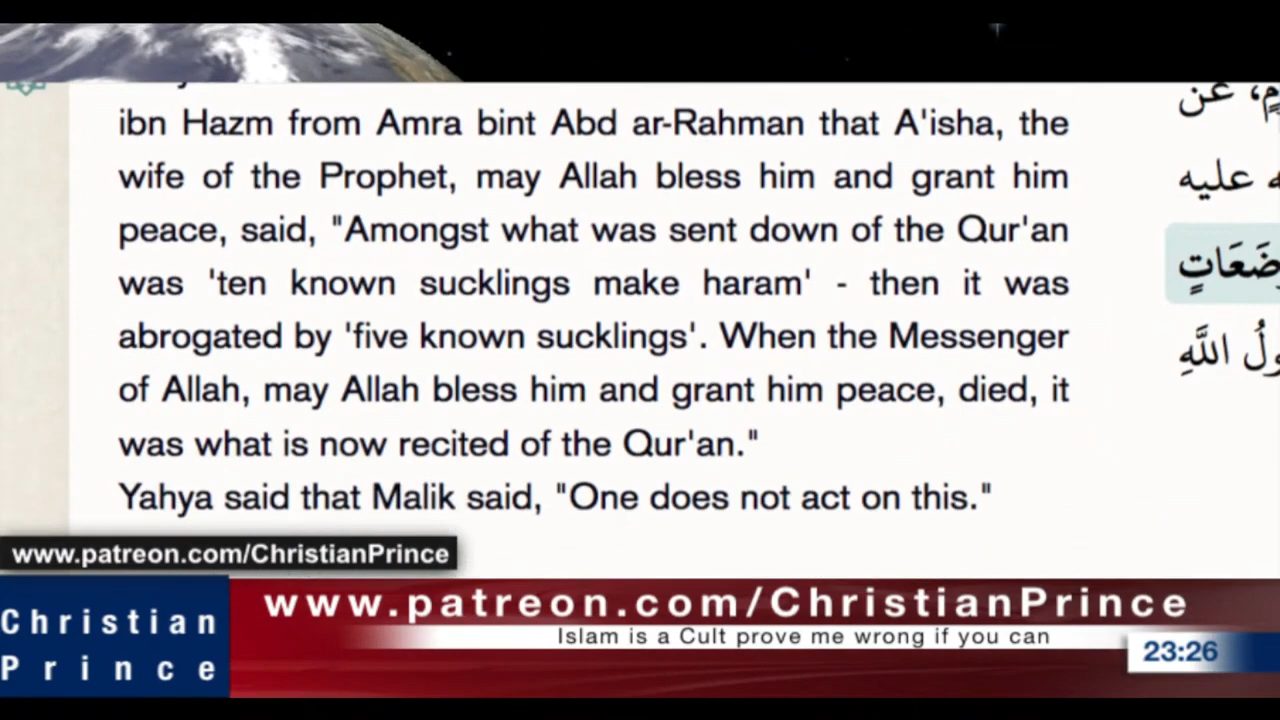 ibn Hazm from Amra bint Abd ar-Rahman that A'isha, the
wife of the Prophet, may Allah bless him and grant him
peace, said, "Amongst what was sent down of the Qur'an
was 'ten known sucklings make haram' - then it was
abrogated by 'five known sucklings'. When the Messenger
of Allah, may Allah bless him and grant him peace, died, it
was what is now recited of the Qur'an."
Yahya said that Malik said, "One does not act on this."
عن
عليه
اللَّهِ
www.patreon.com/ChristianPrince
Christian
Prince
www.patreon.com/ChristianPrince
Islam is a Cult prove me wrong if you can
23:26